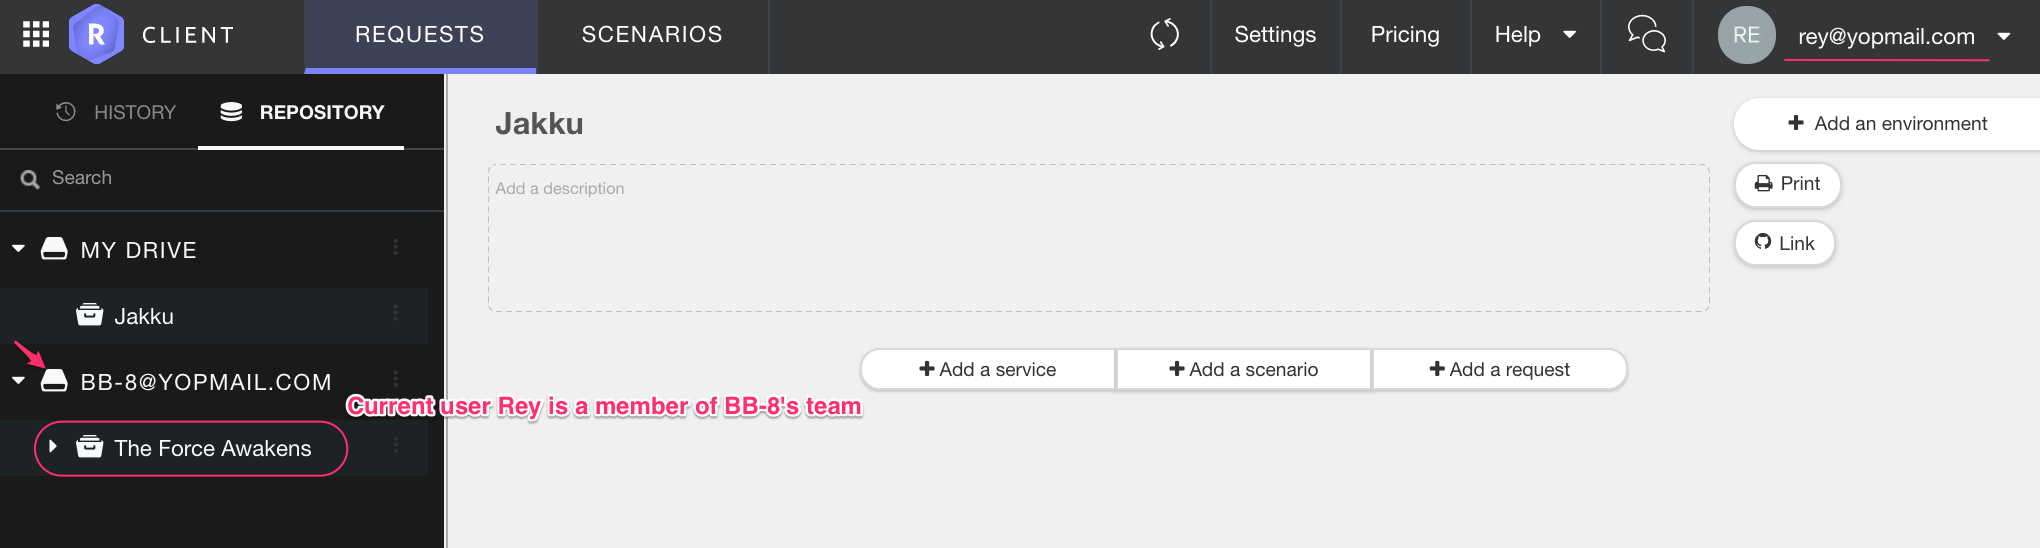 R CLIENT REQUESTS SCENARIOS Settings Pricing Help RE rey@yopmail.com
HISTORY REPOSITORY
Search
MY DRIVE
Jakku
BB-8@YOPMAIL.COM
The Force Awakens
Current user Rey is a member of BB-8's team
Jakku
Add a description
Add a service Add a scenario Add a request
Add an environment
Print
Link